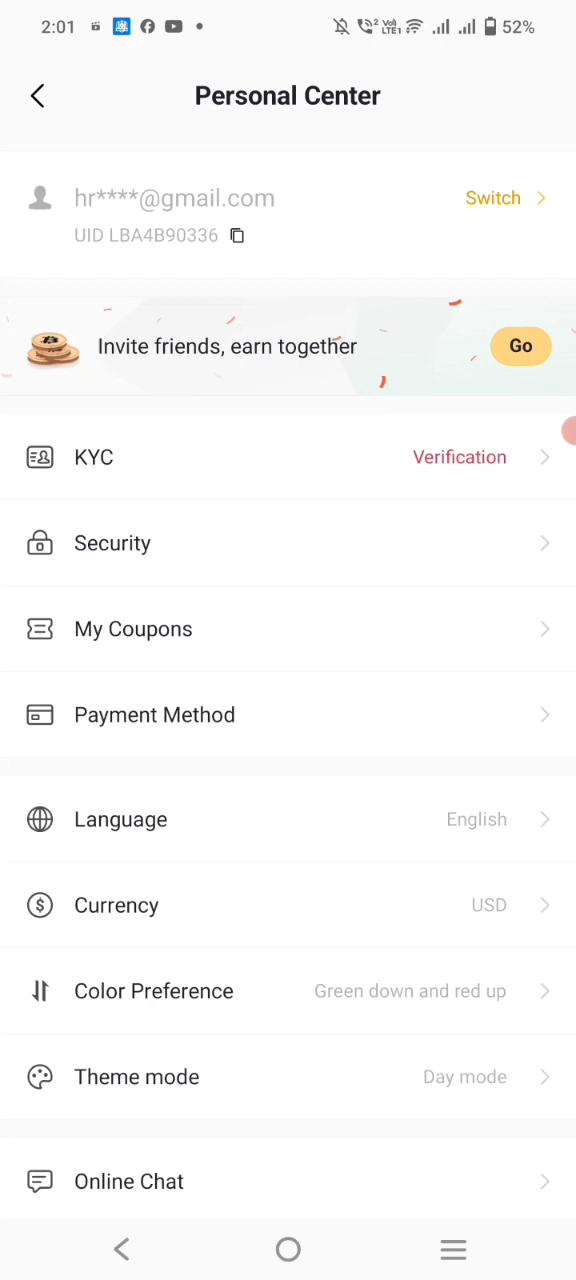 2:01 52%
Personal Center
hr****@gmail.com
Switch
UID LBA4B90336
Invite friends, earn together
Go
KYC
Verification
Security
My Coupons
Payment Method
Language
English
Currency
USD
Color Preference
Green down and red up
Theme mode
Day mode
Online Chat